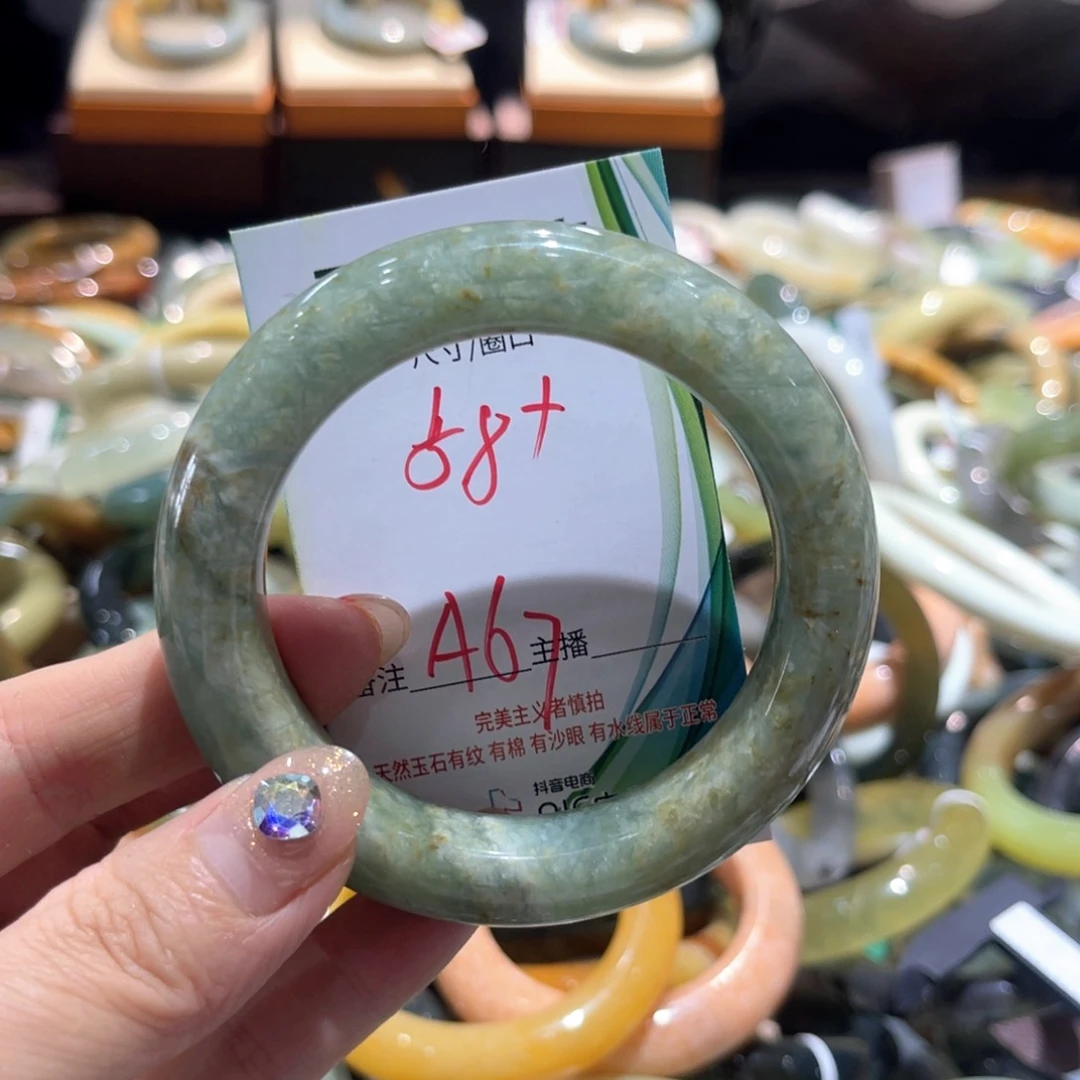 尺寸/圈口
58+
A67
备注 主播
完美主义者慎拍
天然玉石有纹 有棉 有沙眼 有水线属于正常
抖音电商